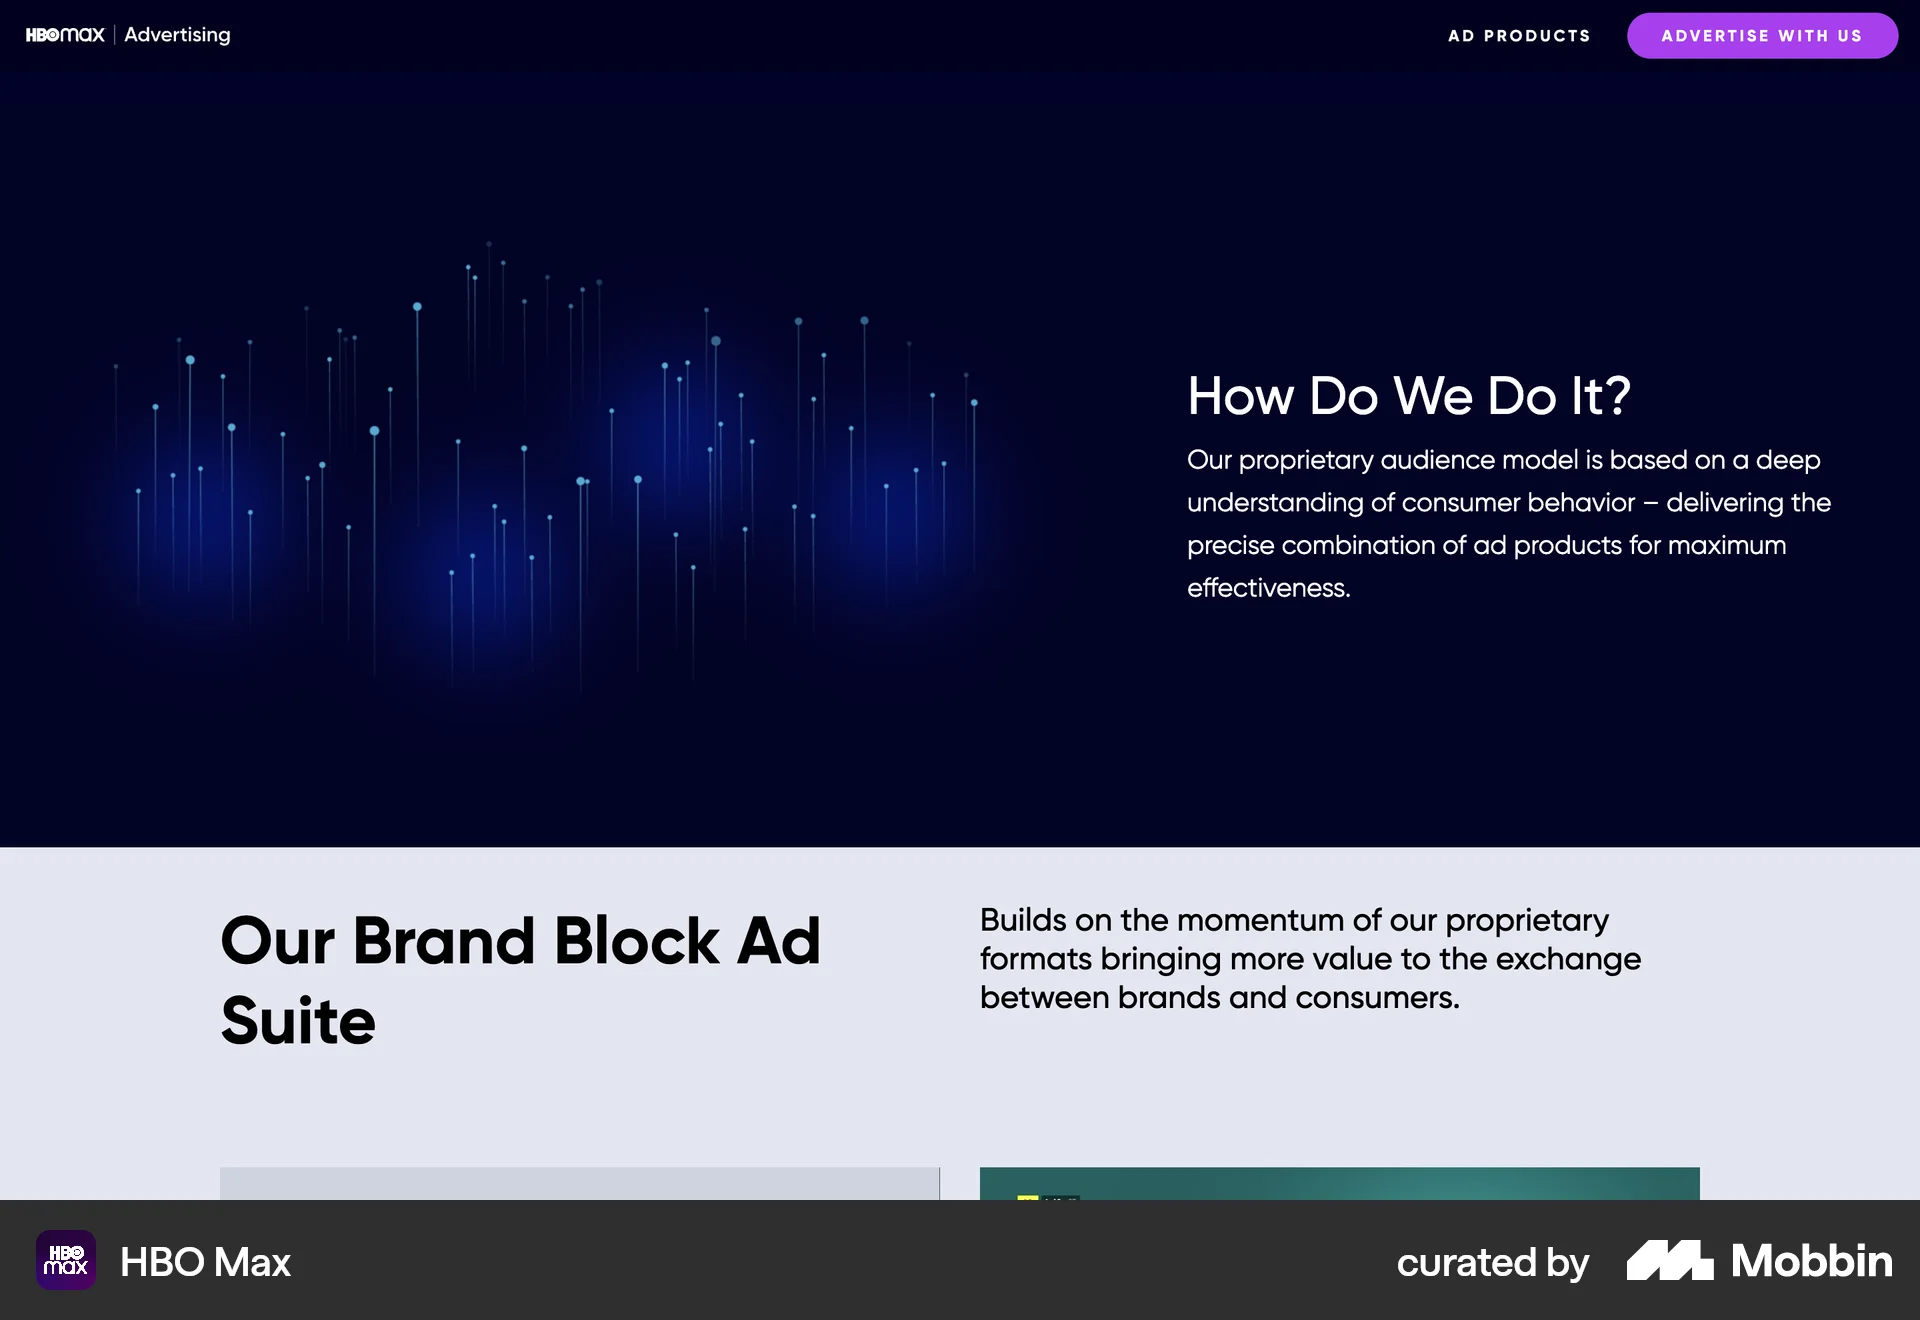 HBOmax | Advertising
AD PRODUCTS
ADVERTISE WITH US
How Do We Do It?
Our proprietary audience model is based on a deep
understanding of consumer behavior – delivering the
precise combination of ad products for maximum
effectiveness.
Our Brand Block Ad
Suite
Builds on the momentum of our proprietary
formats bringing more value to the exchange
between brands and consumers.
HBO
max
HBO Max
curated by
Mobbin